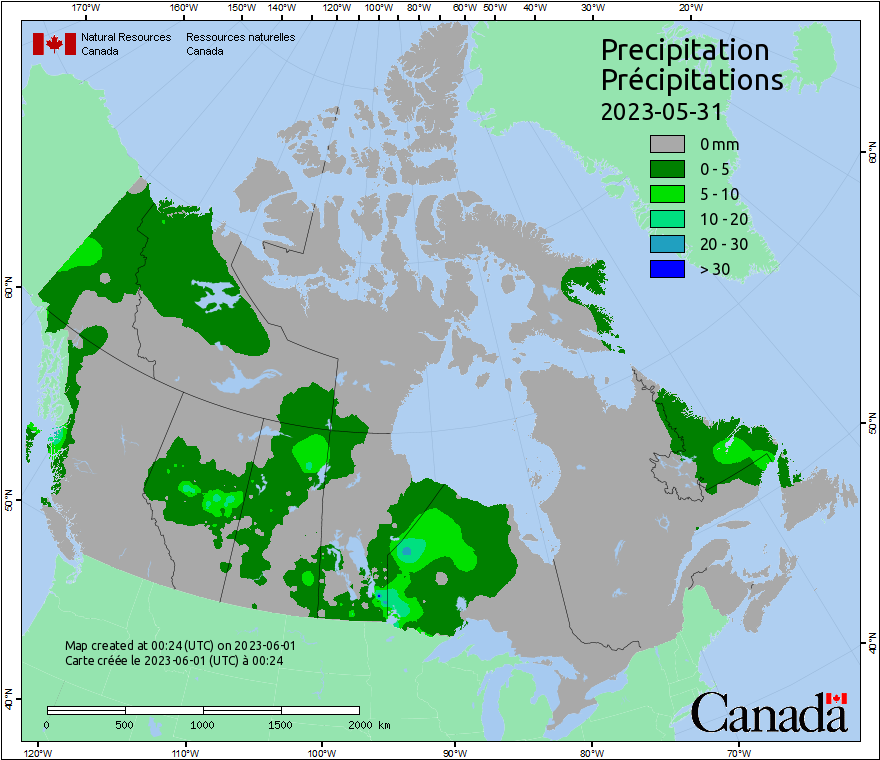 170°W 160°W 150°W 140°W 120°W 100°W 80°W 60°W 50°W 40°W 30°W 20°W
Natural Resources Ressources naturelles
Canada Canada
Precipitation
Précipitations
2023-05-31
0 mm
0 - 5
5 - 10
10 - 20
20 - 30
> 30
60°N 60°N
50°N 50°N
40°N 40°N
Map created at 00:24 (UTC) on 2023-06-01
Carte créée le 2023-06-01 (UTC) à 00:24
0 500 1000 1500 2000 km
Canada
120°W 110°W 100°W 90°W 80°W 70°W